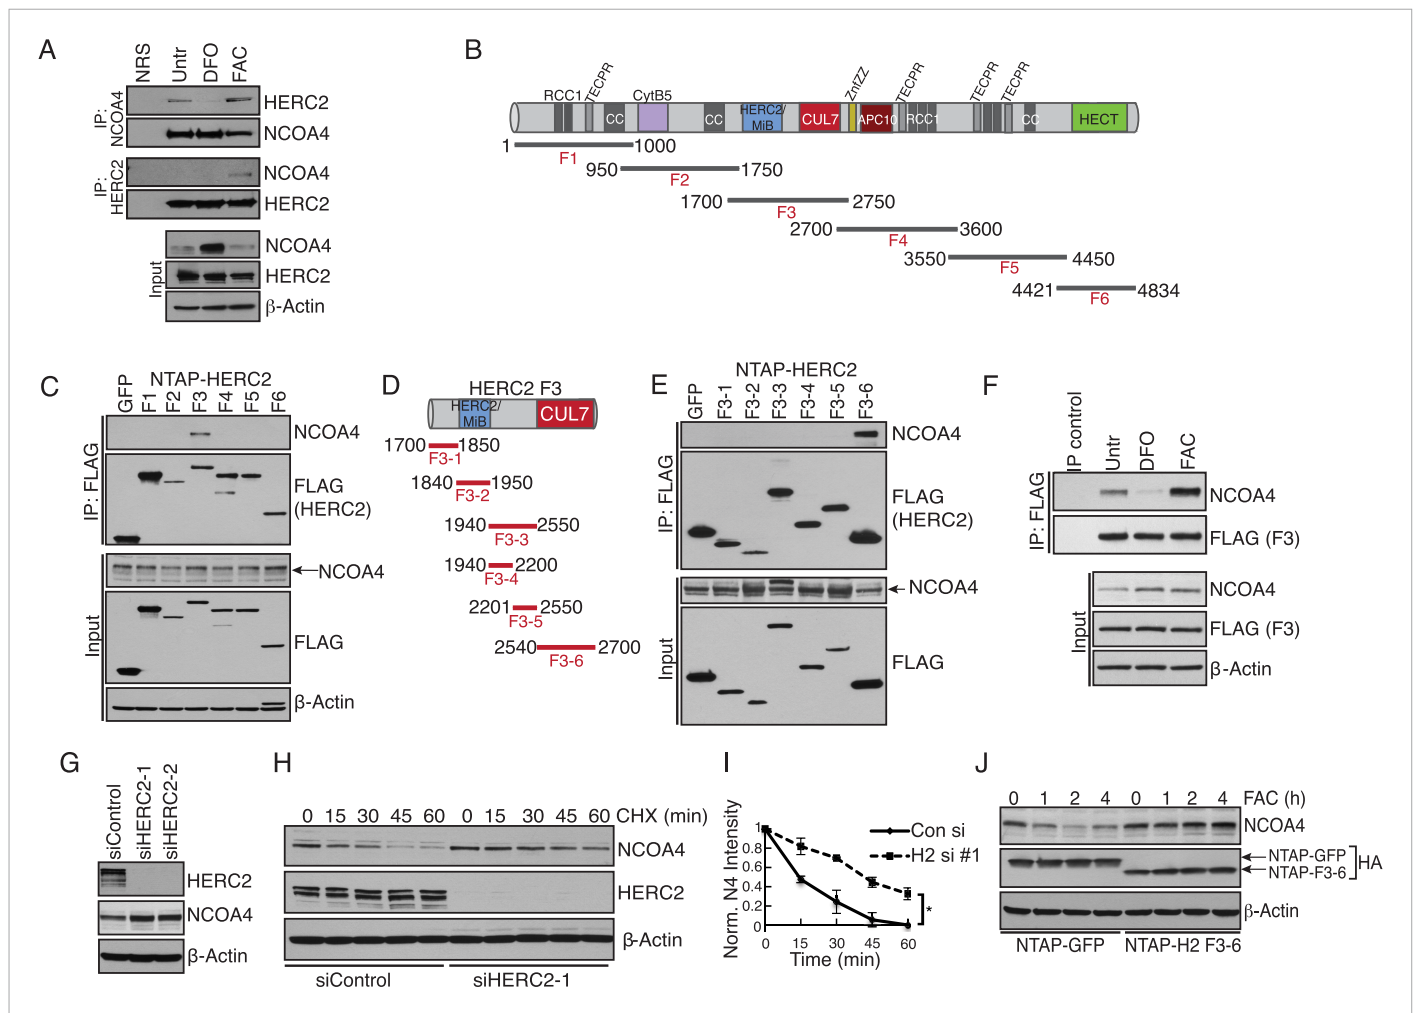 A
NRS
Untr
DFO
FAC
IP: NCOA4
HERC2
NCOA4
IP: HERC2
NCOA4
HERC2
Input
NCOA4
HERC2
β-Actin
B
RCC1
TECPR
CytB5
ZnfZZ
TECPR
TECPR
TECPR
CC
CC
HERC2/
MiB
CUL7
APC10
RCC1
CC
HECT
1
1000
F1
950
1750
F2
1700
2750
F3
2700
3600
F4
3550
4450
F5
4421
4834
F6
C
NTAP-HERC2
GFP
F1
F2
F3
F4
F5
F6
IP: FLAG
NCOA4
FLAG
(HERC2)
Input
NCOA4
FLAG
β-Actin
D
HERC2 F3
HERC2/
MiB
CUL7
1700
1850
F3-1
1840
1950
F3-2
1940
2550
F3-3
1940
2200
F3-4
2201
2550
F3-5
2540
2700
F3-6
E
NTAP-HERC2
GFP
F3-1
F3-2
F3-3
F3-4
F3-5
F3-6
IP: FLAG
NCOA4
FLAG
(HERC2)
Input
NCOA4
FLAG
F
IP control
Untr
DFO
FAC
IP: FLAG
NCOA4
FLAG (F3)
Input
NCOA4
FLAG (F3)
β-Actin
G
siControl
siHERC2-1
siHERC2-2
HERC2
NCOA4
β-Actin
H
0 15 30 45 60 0 15 30 45 60 CHX (min)
NCOA4
HERC2
β-Actin
siControl
siHERC2-1
I
Norm. N4 Intensity
1
0.8
0.6
0.4
0.2
0
0 15 30 45 60
Time (min)
Con si
H2 si #1
*
J
0 1 2 4 0 1 2 4 FAC (h)
NCOA4
NTAP-GFP
NTAP-F3-6
HA
β-Actin
NTAP-GFP
NTAP-H2 F3-6